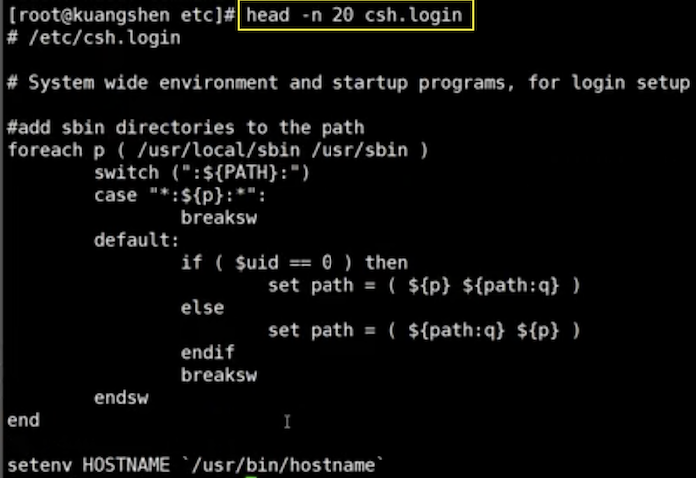 [root@kuangshen etc]# head -n 20 csh.login
# /etc/csh.login

# System wide environment and startup programs, for login setup

#add sbin directories to the path
foreach p ( /usr/local/sbin /usr/sbin )
        switch (":${PATH}:")
        case "*:${p}:*":
                breaksw
        default:
                if ( $uid == 0 ) then
                        set path = ( ${p} ${path:q} )
                else
                        set path = ( ${path:q} ${p} )
                endif
                breaksw
        endsw
end

setenv HOSTNAME `/usr/bin/hostname`